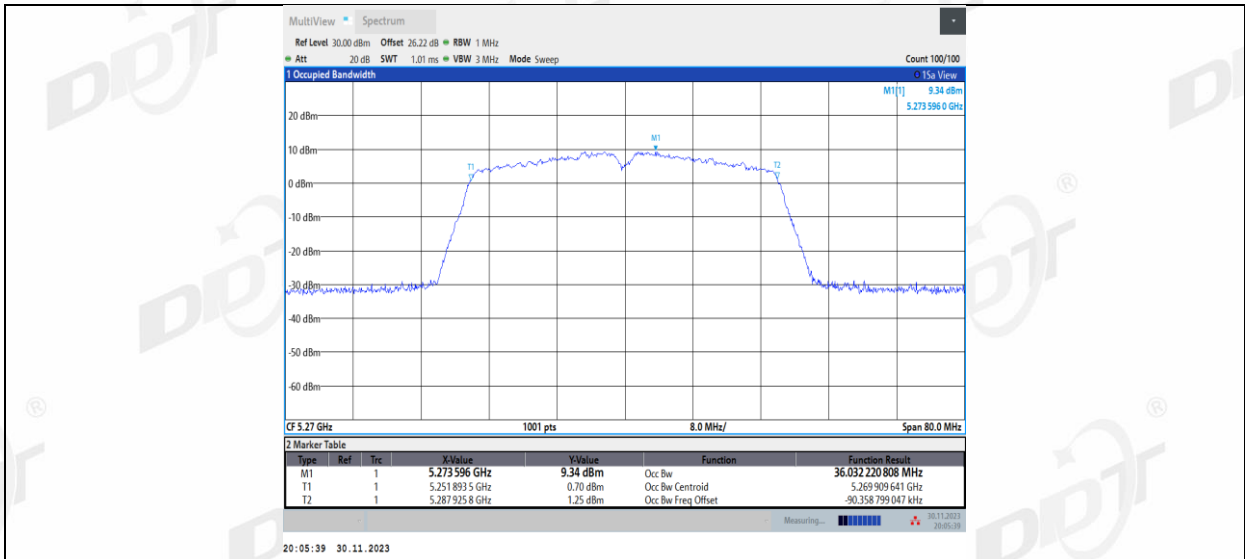 MultiView Spectrum
Ref Level 30.00 dBm Offset 26.22 dB RBW 1 MHz
Att 20 dB SWT 1.01 ms VBW 3 MHz Mode Sweep Count 100/100
1 Occupied Bandwidth 1Sa View
M1[1] 9.34 dBm
5.273 596 0 GHz
20 dBm
M1
10 dBm
T1 T2
0 dBm
-10 dBm
-20 dBm
-30 dBm
-40 dBm
-50 dBm
-60 dBm
CF 5.27 GHz 1001 pts 8.0 MHz/ Span 80.0 MHz
2 Marker Table
Type Ref Trc X-Value Y-Value Function Function Result
M1 1 5.273 596 GHz 9.34 dBm Occ Bw 36.032 220 808 MHz
T1 1 5.251 893 5 GHz 0.70 dBm Occ Bw Centroid 5.269 909 641 GHz
T2 1 5.287 925 8 GHz 1.25 dBm Occ Bw Freq Offset -90.358 799 047 kHz
Measuring... 30.11.2023
20:05:39
20:05:39 30.11.2023
DDT
®